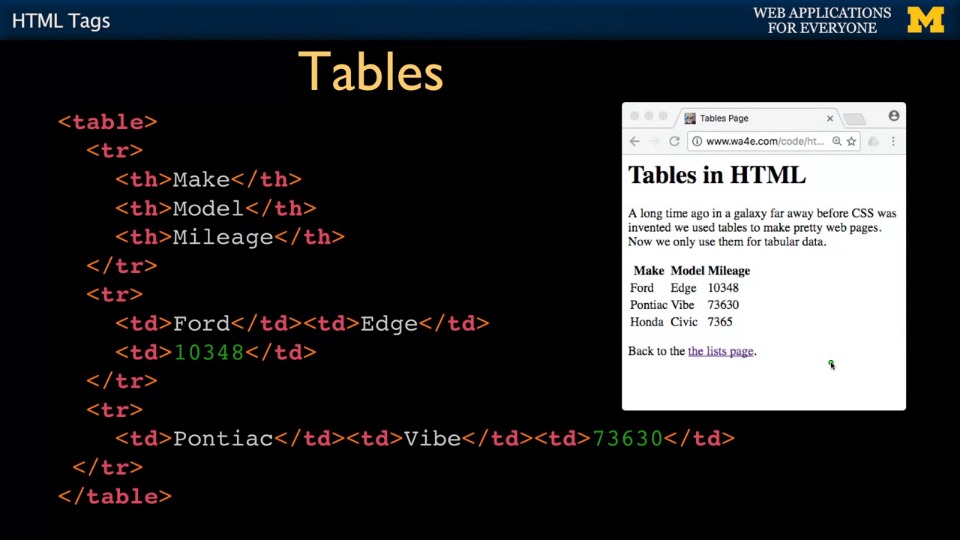 HTML Tags
WEB APPLICATIONS
FOR EVERYONE
M
Tables
<table>
<tr>
<th>Make</th>
<th>Model</th>
<th>Mileage</th>
</tr>
<tr>
<td>Ford</td><td>Edge</td>
<td>10348</td>
</tr>
<tr>
<td>Pontiac</td><td>Vibe</td><td>73630</td>
</tr>
</table>
Tables Page
www.wa4e.com/code/ht...
Tables in HTML
A long time ago in a galaxy far away before CSS was
invented we used tables to make pretty web pages.
Now we only use them for tabular data.
Make Model Mileage
Ford Edge 10348
Pontiac Vibe 73630
Honda Civic 7365
Back to the the lists page.